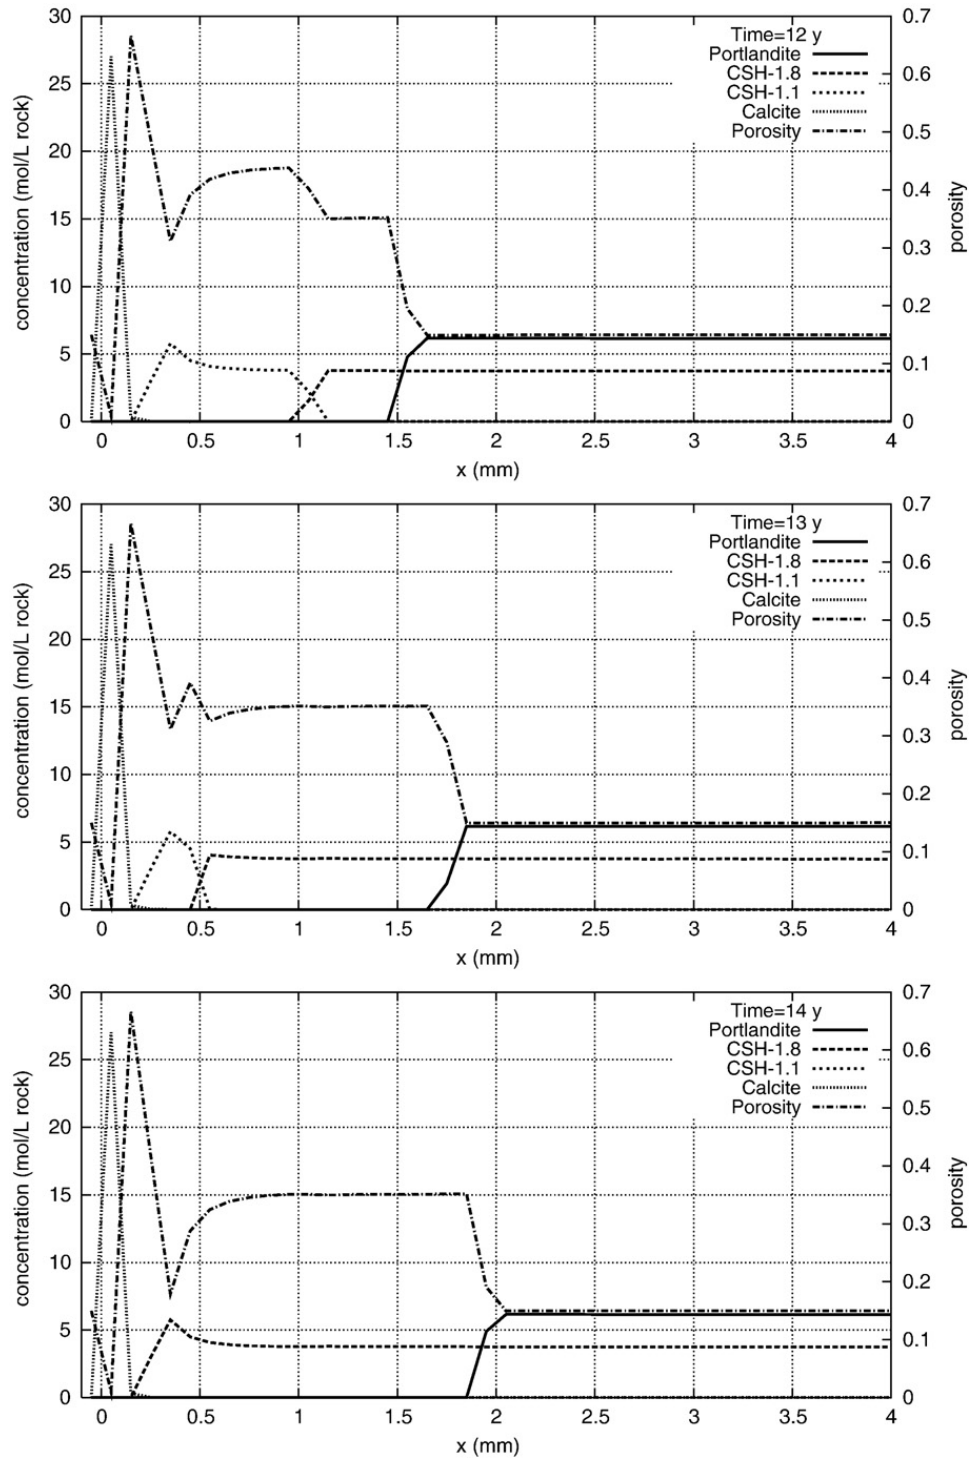 30
25
20
15
10
5
0
concentration (mol/L rock)
0.7
0.6
0.5
0.4
0.3
0.2
0.1
0
porosity
Time=12 y
Portlandite
CSH-1.8
CSH-1.1
Calcite
Porosity
0 0.5 1 1.5 2 2.5 3 3.5 4
x (mm)
30
25
20
15
10
5
0
concentration (mol/L rock)
0.7
0.6
0.5
0.4
0.3
0.2
0.1
0
porosity
Time=13 y
Portlandite
CSH-1.8
CSH-1.1
Calcite
Porosity
0 0.5 1 1.5 2 2.5 3 3.5 4
x (mm)
30
25
20
15
10
5
0
concentration (mol/L rock)
0.7
0.6
0.5
0.4
0.3
0.2
0.1
0
porosity
Time=14 y
Portlandite
CSH-1.8
CSH-1.1
Calcite
Porosity
0 0.5 1 1.5 2 2.5 3 3.5 4
x (mm)